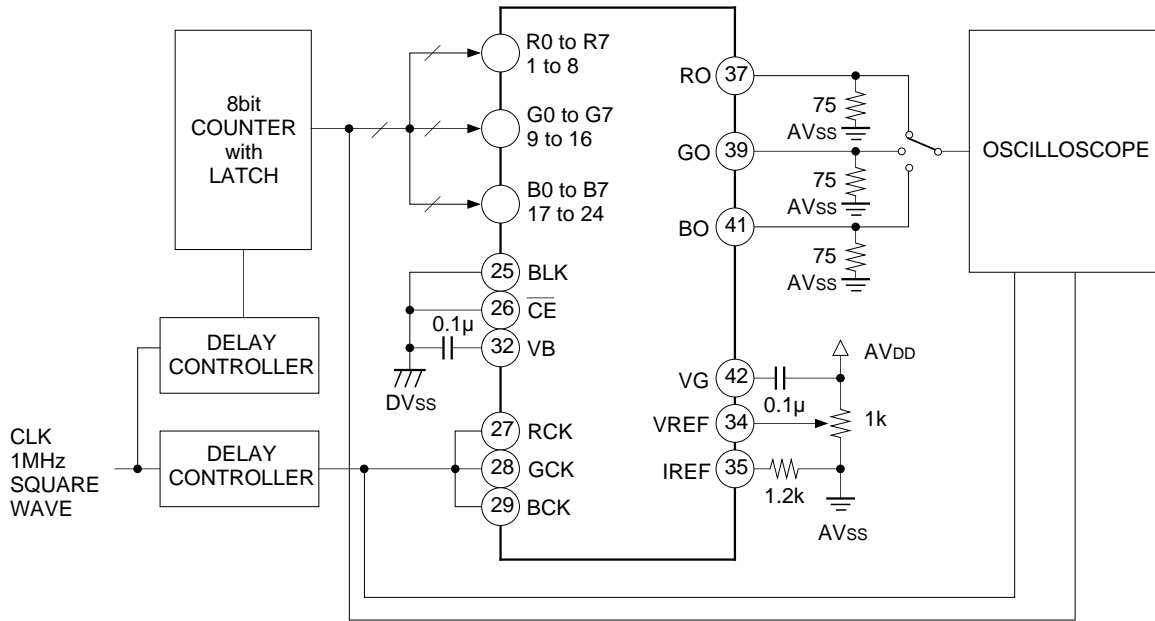 8bit
COUNTER
with
LATCH
DELAY
CONTROLLER
CLK
1MHz
SQUARE
WAVE
DELAY
CONTROLLER
R0 to R7
1 to 8
G0 to G7
9 to 16
B0 to B7
17 to 24
25 BLK
26 CE
0.1µ
32 VB
DVSS
27 RCK
28 GCK
29 BCK
RO 37
75
AVSS
GO 39
75
AVSS
BO 41
75
AVSS
OSCILLOSCOPE
AVDD
VG 42
0.1µ
VREF 34
1k
IREF 35
1.2k
AVSS